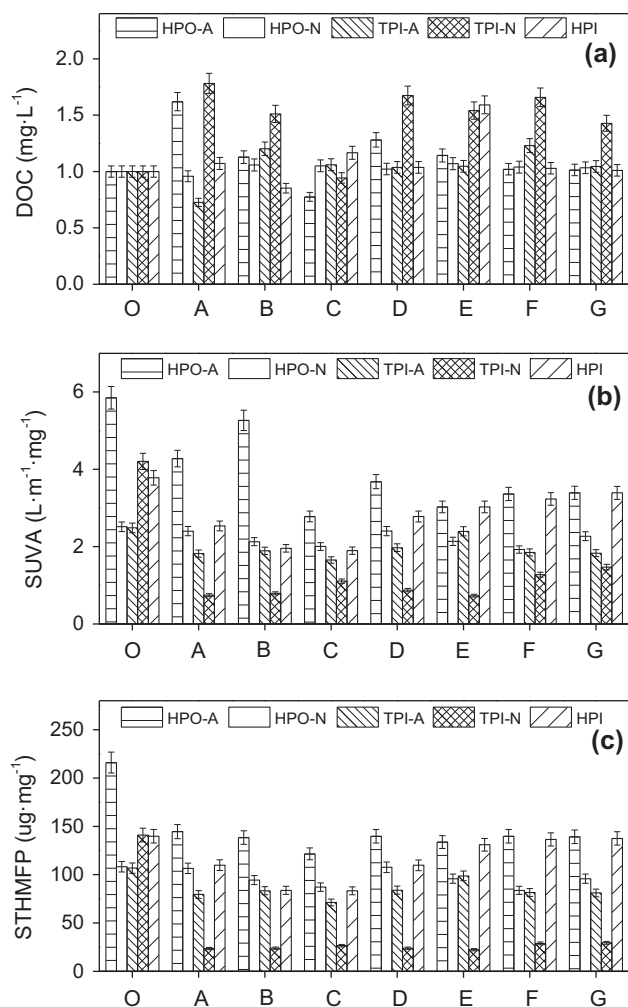 HPO-A HPO-N TPI-A TPI-N HPI
(a)
DOC (mg·L⁻¹)
2.0
1.5
1.0
0.5
0.0
O A B C D E F G
HPO-A HPO-N TPI-A TPI-N HPI
(b)
SUVA (L·m⁻¹·mg⁻¹)
6
4
2
0
O A B C D E F G
HPO-A HPO-N TPI-A TPI-N HPI
(c)
STHMFP (ug·mg⁻¹)
250
200
150
100
50
0
O A B C D E F G